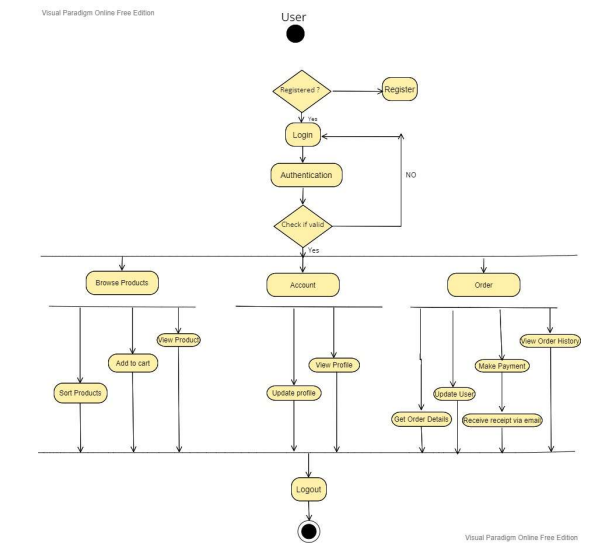 Visual Paradigm Online Free Edition
User
Registered ?
Register
Yes
Login
Authentication
NO
Check if valid
Yes
Browse Products
Account
Order
View Product
View Order History
Add to cart
View Profile
Make Payment
Sort Products
Update profile
Update User
Get Order Details
Receive receipt via email
Logout
Visual Paradigm Online Free Edition